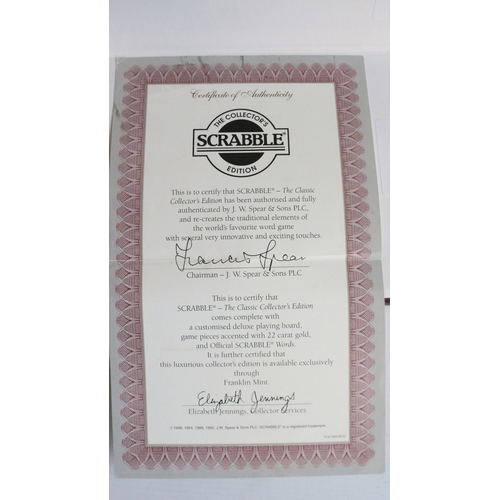 Certificate of Authenticity
THE COLLECTOR'S
SCRABBLE®
EDITION
This is to certify that SCRABBLE® – The Classic
Collector's Edition has been authorised and fully
authenticated by J. W. Spear & Sons PLC,
and re-creates the traditional elements of
the world's favourite word game
with several very innovative and exciting touches.
Francis Spear
Chairman – J. W. Spear & Sons PLC
This is to certify that
SCRABBLE® – The Classic Collector's Edition
comes complete with
a customised deluxe playing board,
game pieces accented with 22 carat gold,
and Official SCRABBLE® Words.
It is further certified that
this luxurious collector's edition is available exclusively
through
Franklin Mint.
Elizabeth Jennings
Elizabeth Jennings, Collector Services